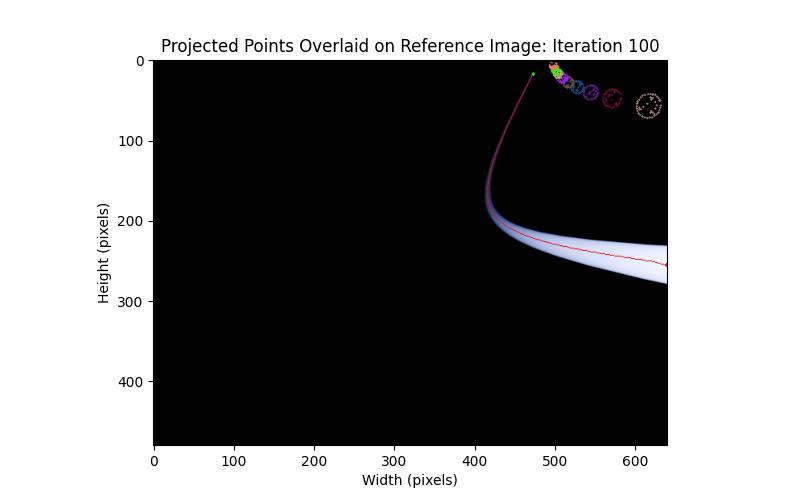 Projected Points Overlaid on Reference Image: Iteration 100
0
100
200
300
400
Height (pixels)
0 100 200 300 400 500 600
Width (pixels)